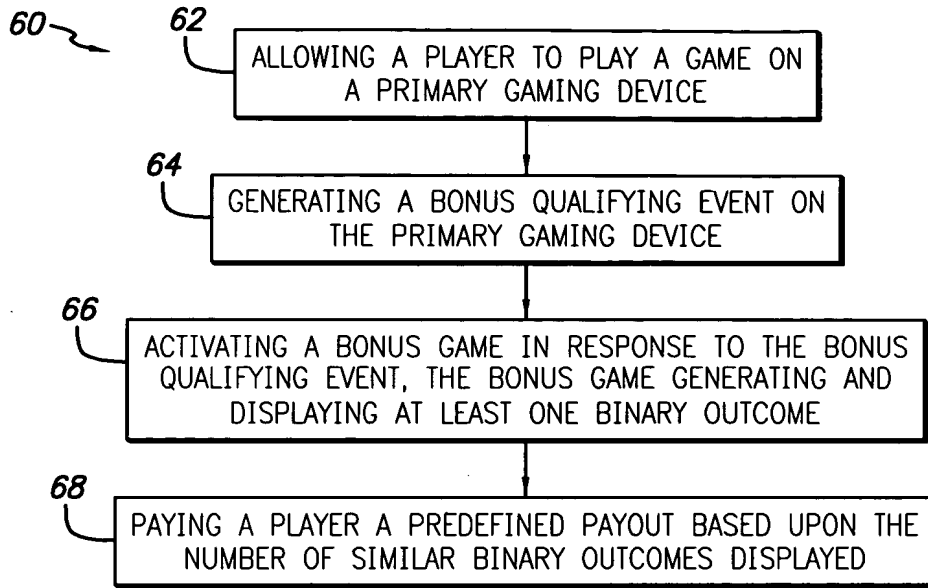 60
62
ALLOWING A PLAYER TO PLAY A GAME ON
A PRIMARY GAMING DEVICE
64
GENERATING A BONUS QUALIFYING EVENT ON
THE PRIMARY GAMING DEVICE
66
ACTIVATING A BONUS GAME IN RESPONSE TO THE BONUS
QUALIFYING EVENT, THE BONUS GAME GENERATING AND
DISPLAYING AT LEAST ONE BINARY OUTCOME
68
PAYING A PLAYER A PREDEFINED PAYOUT BASED UPON THE
NUMBER OF SIMILAR BINARY OUTCOMES DISPLAYED